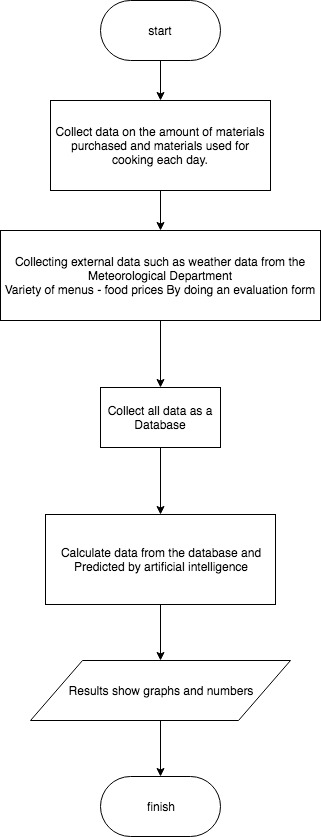 start
Collect data on the amount of materials
purchased and materials used for
cooking each day.
Collecting external data such as weather data from the
Meteorological Department
Variety of menus - food prices By doing an evaluation form
Collect all data as a
Database
Calculate data from the database and
Predicted by artificial intelligence
Results show graphs and numbers
finish